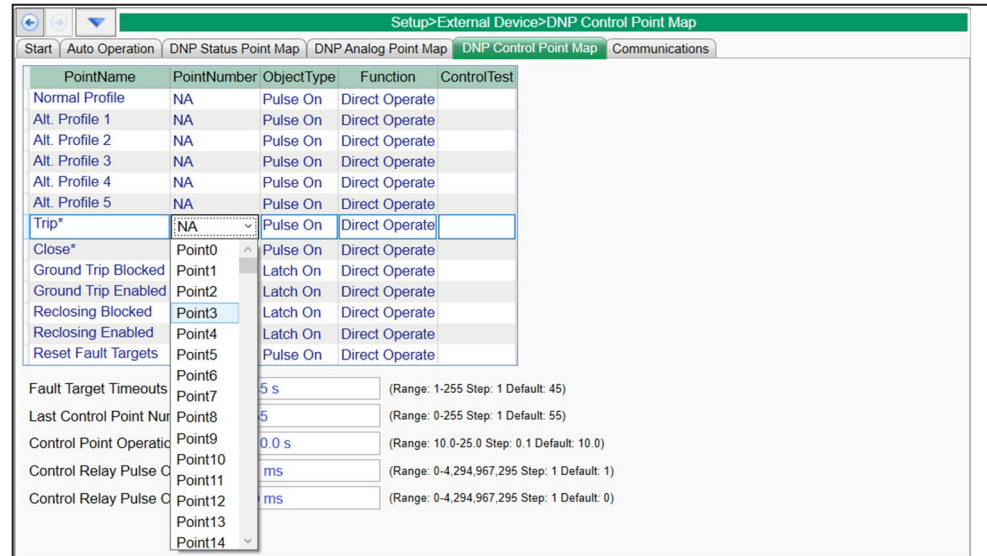 Setup>External Device>DNP Control Point Map
Start Auto Operation DNP Status Point Map DNP Analog Point Map DNP Control Point Map Communications
PointName PointNumber ObjectType Function ControlTest
Normal Profile NA Pulse On Direct Operate
Alt. Profile 1 NA Pulse On Direct Operate
Alt. Profile 2 NA Pulse On Direct Operate
Alt. Profile 3 NA Pulse On Direct Operate
Alt. Profile 4 NA Pulse On Direct Operate
Alt. Profile 5 NA Pulse On Direct Operate
Trip* NA Pulse On Direct Operate
Close* Point0 Pulse On Direct Operate
Ground Trip Blocked Point1 Latch On Direct Operate
Ground Trip Enabled Point2 Latch On Direct Operate
Reclosing Blocked Point3 Latch On Direct Operate
Reclosing Enabled Point4 Latch On Direct Operate
Reset Fault Targets Point5 Pulse On Direct Operate
Point6
Fault Target Timeouts Point7 5 s (Range: 1-255 Step: 1 Default: 45)
Last Control Point Nur Point8 5 (Range: 0-255 Step: 1 Default: 55)
Control Point Operatic Point9 0.0 s (Range: 10.0-25.0 Step: 0.1 Default: 10.0)
Point10
Control Relay Pulse O Point11 ms (Range: 0-4,294,967,295 Step: 1 Default: 1)
Control Relay Pulse O Point12 ms (Range: 0-4,294,967,295 Step: 1 Default: 0)
Point13
Point14